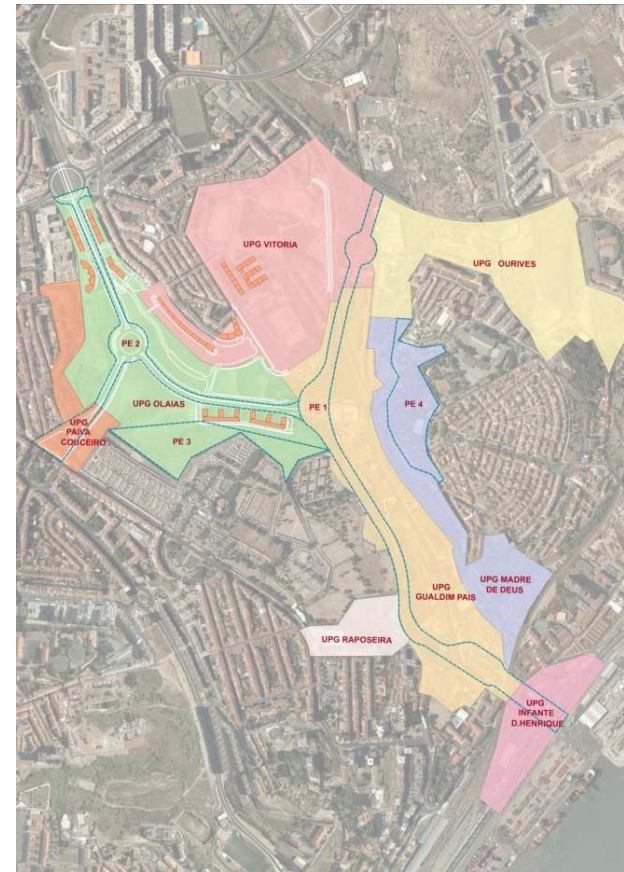 UPG VITORIA
UPG OURIVES
PE 2
UPG OLAIAS
PE 1
PE 4
UPG
PAIVA
COUCEIRO
PE 3
UPG MADRE
DE DEUS
UPG
GUALDIM PAIS
UPG RAPOSEIRA
UPG
INFANTE
D.HENRIQUE